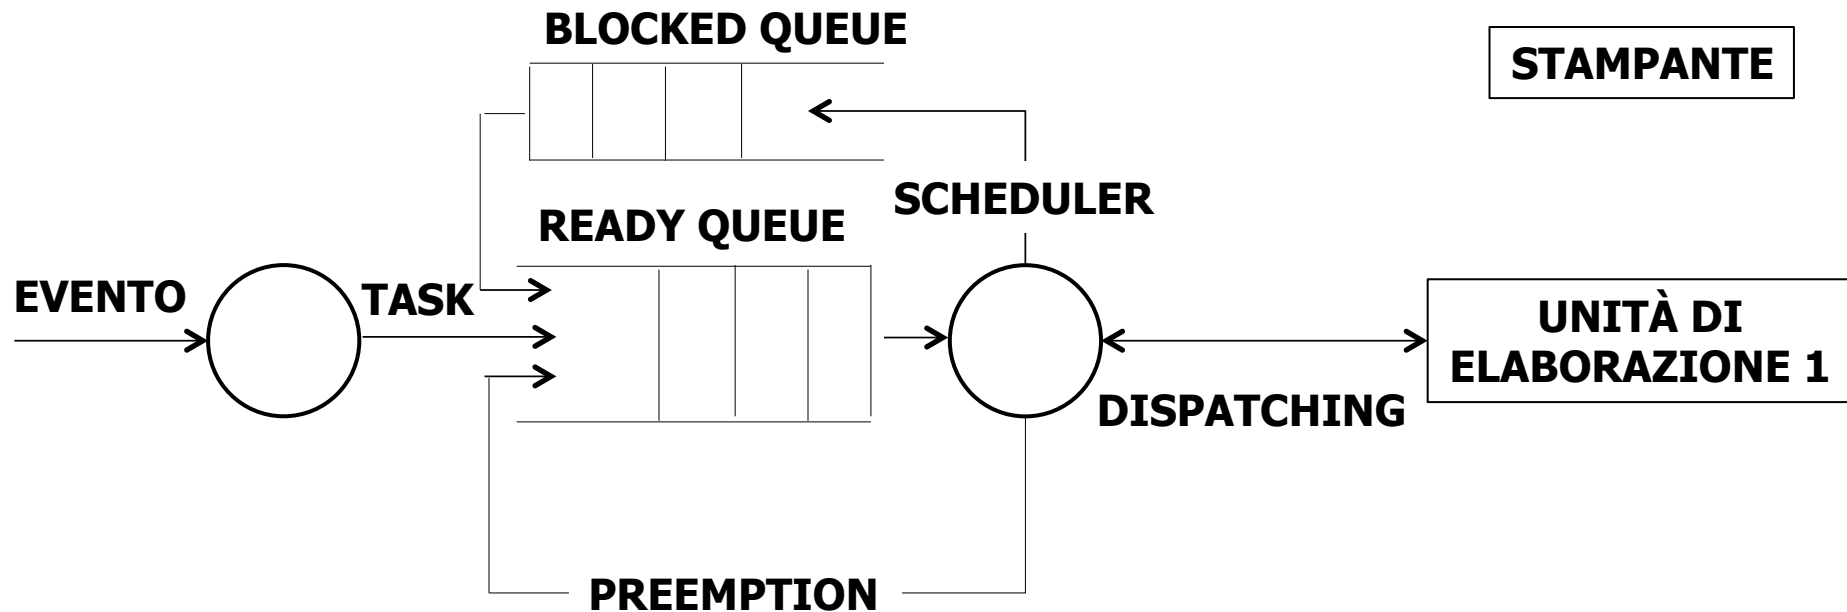 BLOCKED QUEUE
STAMPANTE
SCHEDULER
READY QUEUE
EVENTO
TASK
UNITÀ DI
ELABORAZIONE 1
DISPATCHING
PREEMPTION